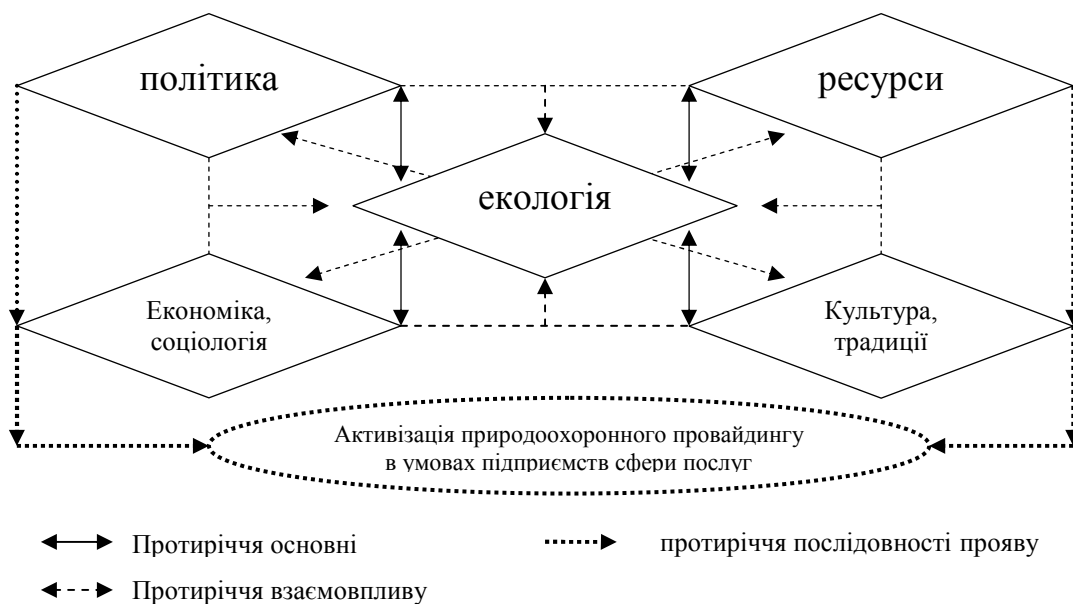 політика
ресурси
екологія
Економіка,
соціологія
Культура,
традиції
Активізація природоохоронного провайдингу
в умовах підприємств сфери послуг
Протиріччя основні
протиріччя послідовності прояву
Протиріччя взаємовпливу